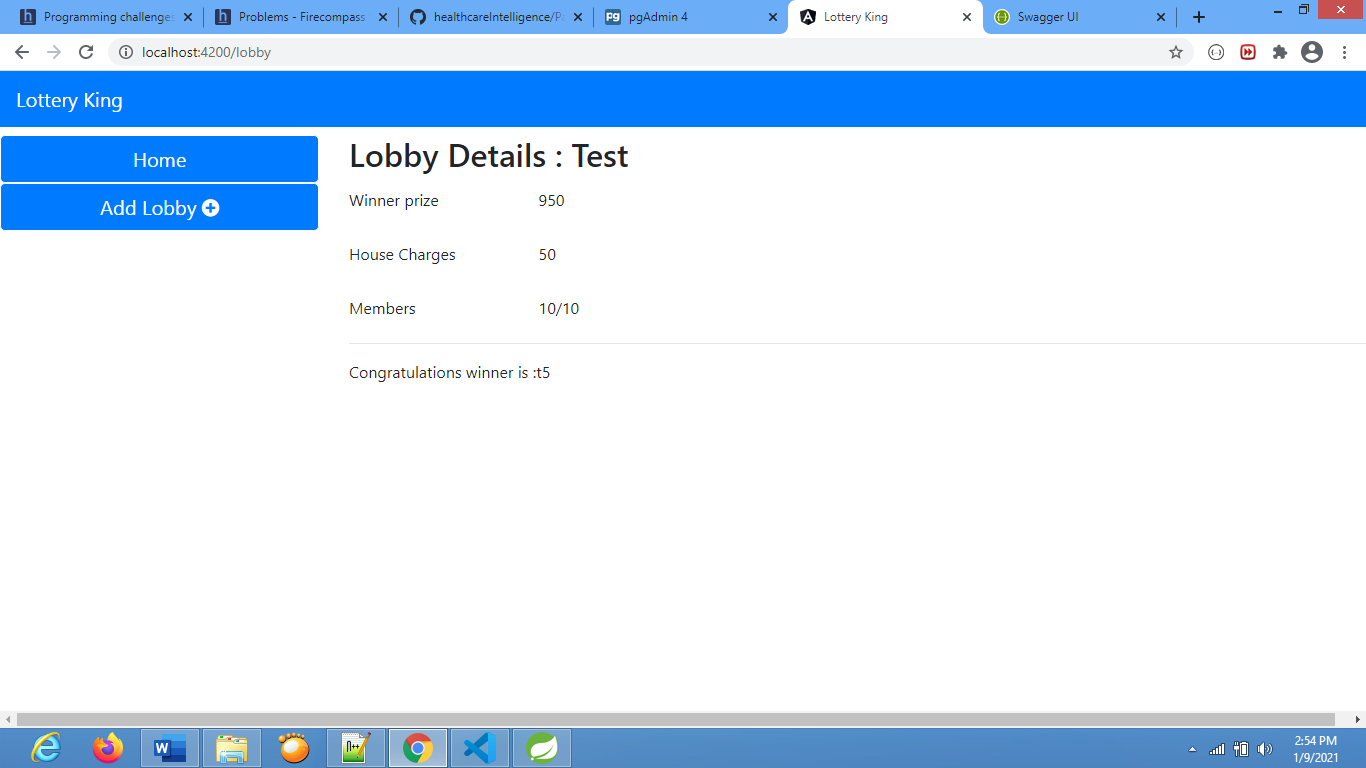 Programming challenges
Problems - Firecompass
healthcareIntelligence/Pa
pgAdmin 4
Lottery King
Swagger UI
localhost:4200/lobby
Lottery King
Home
Add Lobby
Lobby Details : Test
Winner prize 950
House Charges 50
Members 10/10
Congratulations winner is :t5
2:54 PM
1/9/2021